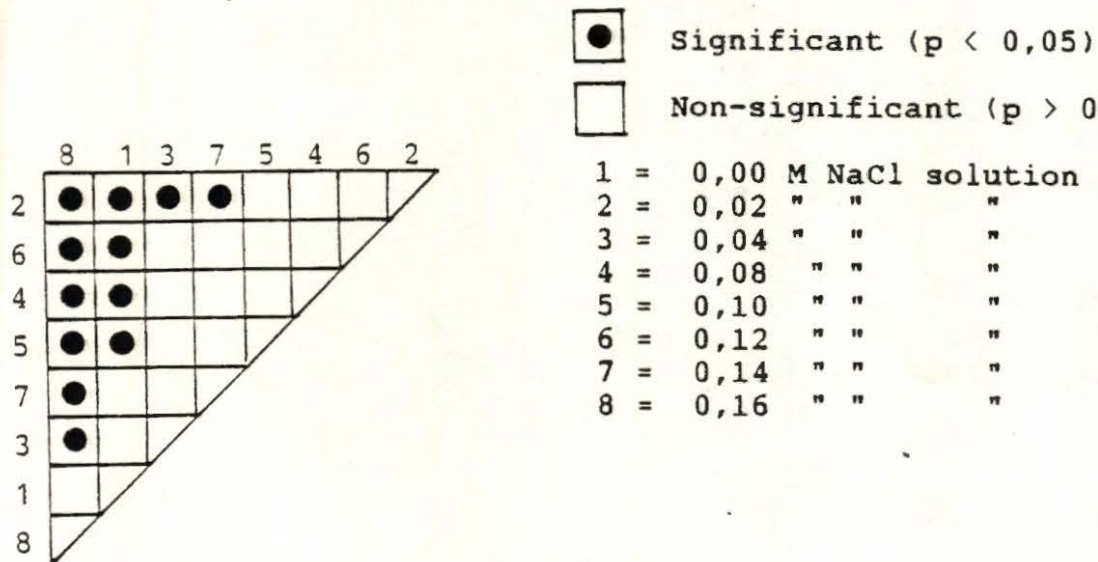 Significant (p < 0,05)
Non-significant (p > 0
8 1 3 7 5 4 6 2
2
6
4
5
7
3
1
8
1 = 0,00 M NaCl solution
2 = 0,02 " " "
3 = 0,04 " " "
4 = 0,08 " " "
5 = 0,10 " " "
6 = 0,12 " " "
7 = 0,14 " " "
8 = 0,16 " " "